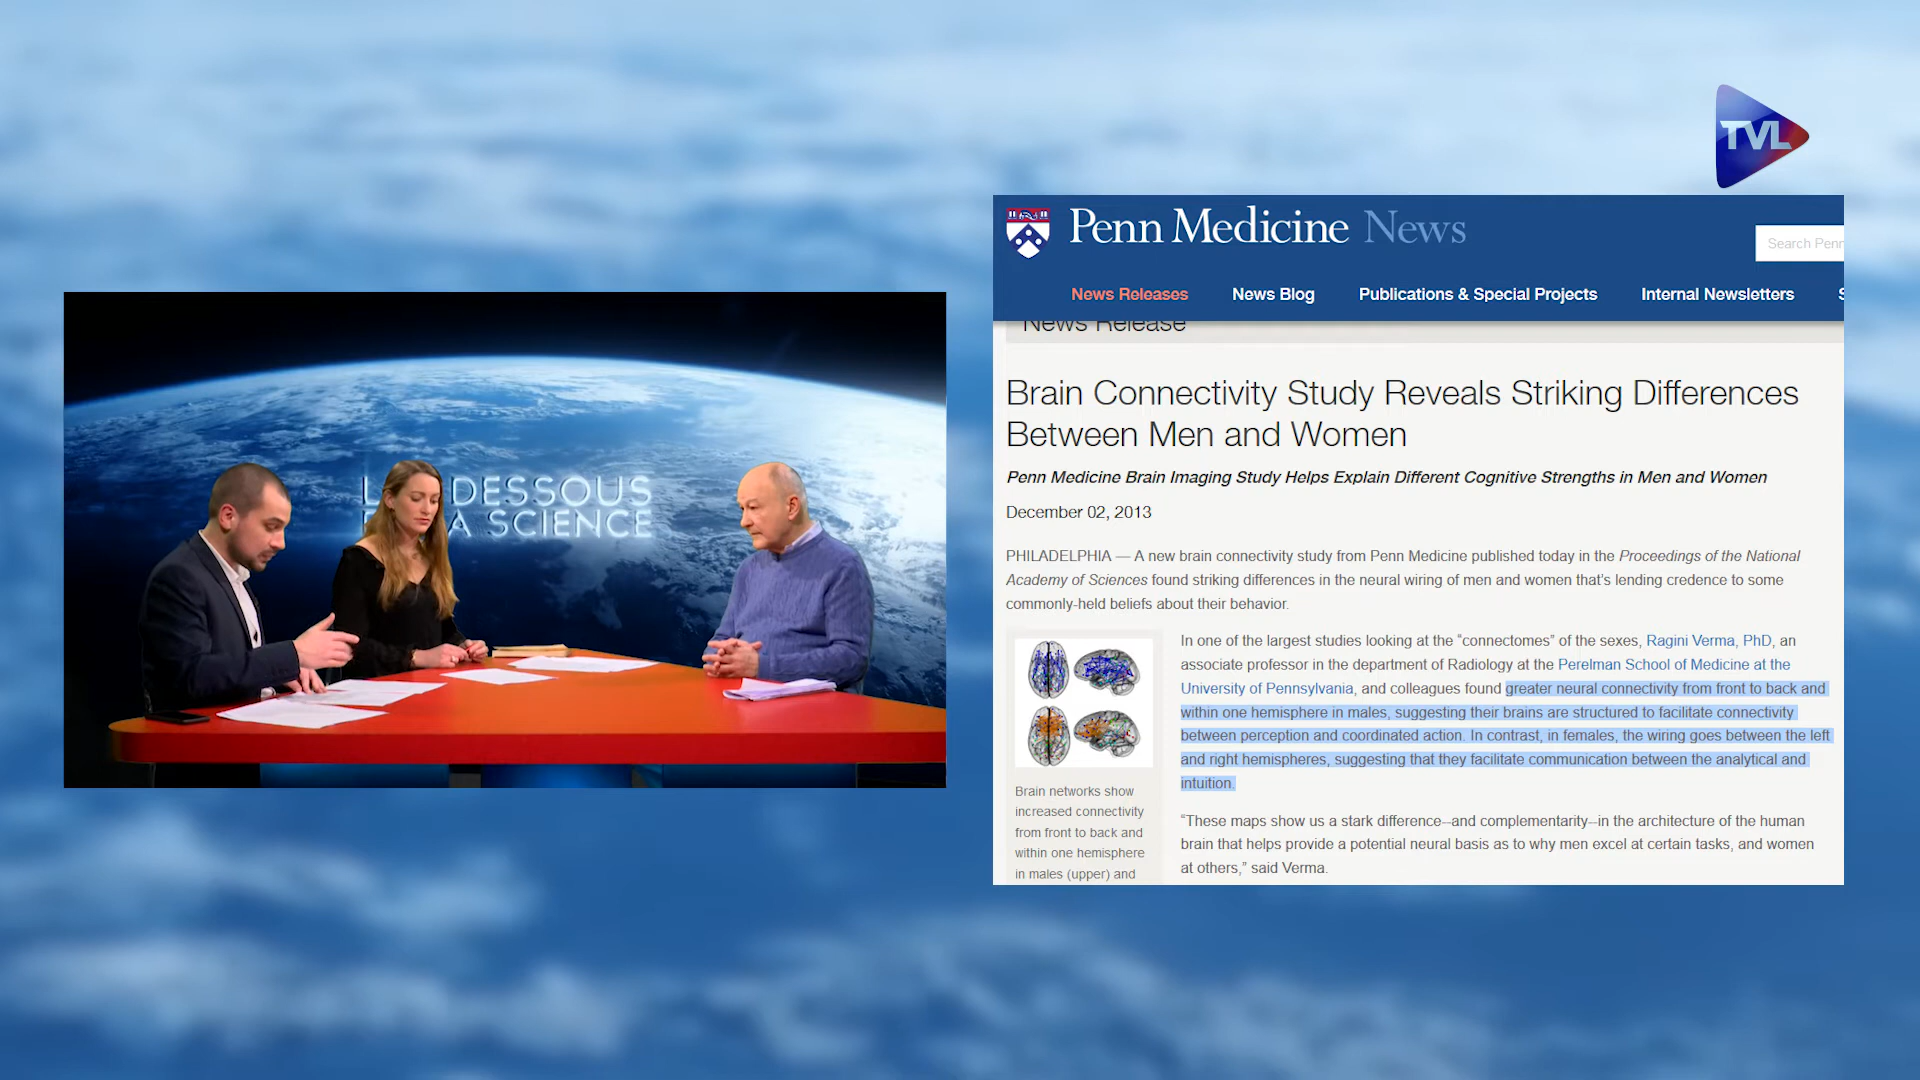 TVL
Penn Medicine News
Search Penn
News Releases News Blog Publications & Special Projects Internal Newsletters S
News Release
Brain Connectivity Study Reveals Striking Differences
Between Men and Women
Penn Medicine Brain Imaging Study Helps Explain Different Cognitive Strengths in Men and Women
December 02, 2013
PHILADELPHIA — A new brain connectivity study from Penn Medicine published today in the Proceedings of the National
Academy of Sciences found striking differences in the neural wiring of men and women that's lending credence to some
commonly-held beliefs about their behavior.
In one of the largest studies looking at the “connectomes” of the sexes, Ragini Verma, PhD, an
associate professor in the department of Radiology at the Perelman School of Medicine at the
University of Pennsylvania, and colleagues found greater neural connectivity from front to back and
within one hemisphere in males, suggesting their brains are structured to facilitate connectivity
between perception and coordinated action. In contrast, in females, the wiring goes between the left
and right hemispheres, suggesting that they facilitate communication between the analytical and
intuition.
“These maps show us a stark difference--and complementarity--in the architecture of the human
brain that helps provide a potential neural basis as to why men excel at certain tasks, and women
at others,” said Verma.
Brain networks show
increased connectivity
from front to back and
within one hemisphere
in males (upper) and
DESSOUS
A SCIENCE